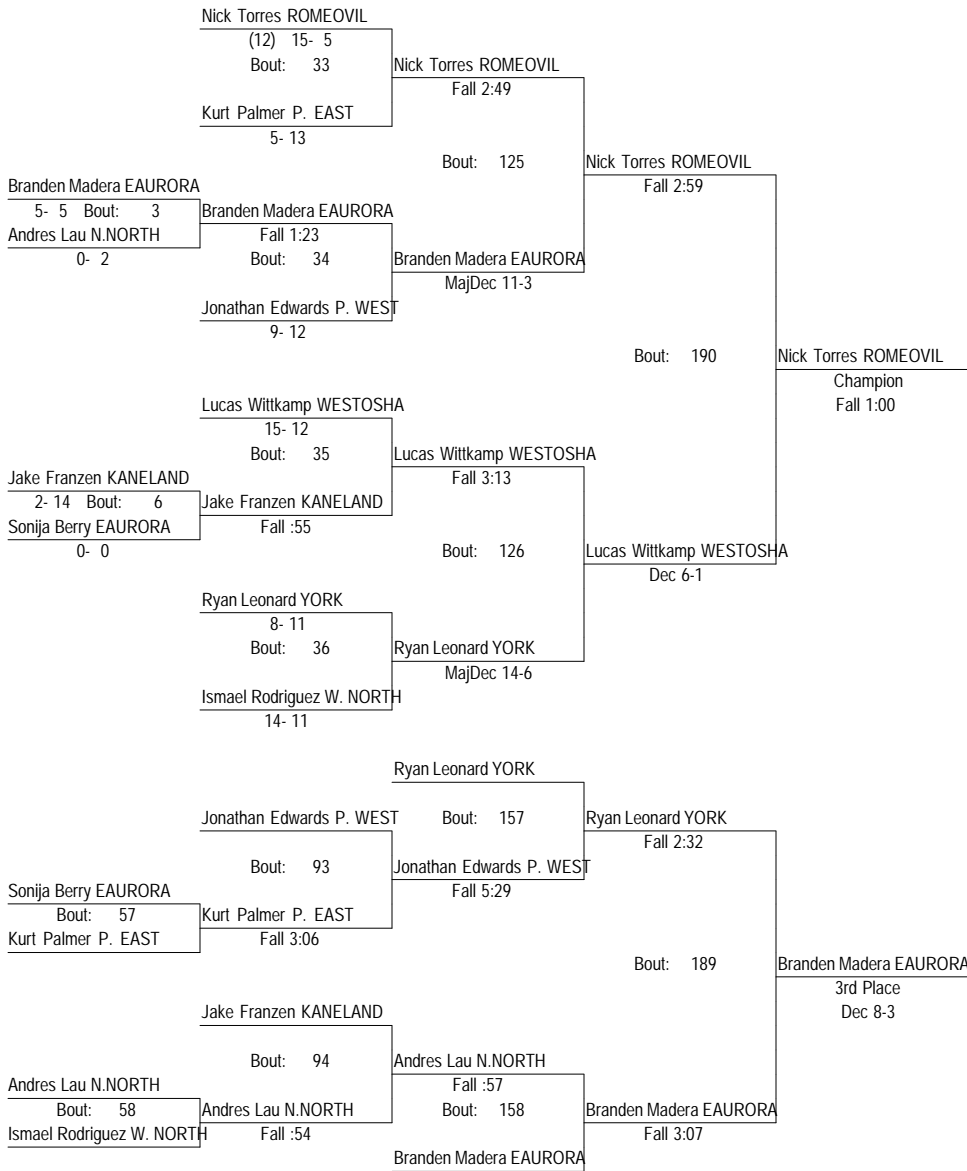 Nick Torres ROMEOVIL
(12) 15- 5
Bout: 33
Nick Torres ROMEOVIL
Fall 2:49
Kurt Palmer P. EAST
5- 13
Bout: 125
Nick Torres ROMEOVIL
Fall 2:59
Branden Madera EAURORA
5- 5 Bout: 3
Branden Madera EAURORA
Andres Lau N.NORTH
Fall 1:23
0- 2
Bout: 34
Branden Madera EAURORA
MajDec 11-3
Jonathan Edwards P. WEST
9- 12
Bout: 190
Nick Torres ROMEOVIL
Champion
Fall 1:00
Lucas Wittkamp WESTOSHA
15- 12
Bout: 35
Lucas Wittkamp WESTOSHA
Fall 3:13
Jake Franzen KANELAND
2- 14 Bout: 6
Jake Franzen KANELAND
Sonija Berry EAURORA
Fall :55
0- 0
Bout: 126
Lucas Wittkamp WESTOSHA
Dec 6-1
Ryan Leonard YORK
8- 11
Bout: 36
Ryan Leonard YORK
MajDec 14-6
Ismael Rodriguez W. NORTH
14- 11
Ryan Leonard YORK
Jonathan Edwards P. WEST
Bout: 157
Ryan Leonard YORK
Fall 2:32
Bout: 93
Jonathan Edwards P. WEST
Fall 5:29
Sonija Berry EAURORA
Bout: 57
Kurt Palmer P. EAST
Kurt Palmer P. EAST
Fall 3:06
Bout: 189
Branden Madera EAURORA
3rd Place
Dec 8-3
Jake Franzen KANELAND
Bout: 94
Andres Lau N.NORTH
Fall :57
Andres Lau N.NORTH
Bout: 58
Andres Lau N.NORTH
Bout: 158
Branden Madera EAURORA
Ismael Rodriguez W. NORTH
Fall :54
Fall 3:07
Branden Madera EAURORA